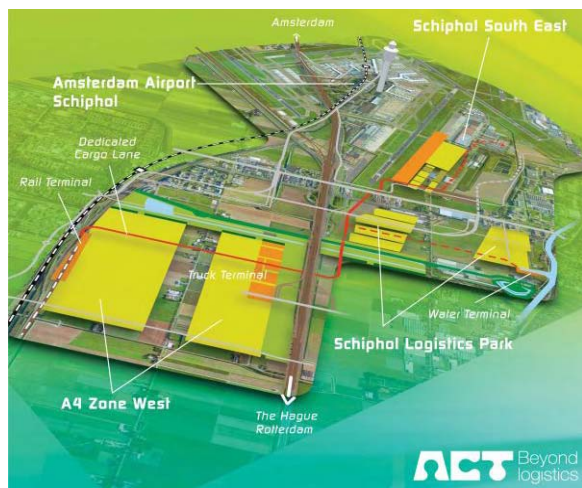 Amsterdam
Schiphol South East
Amsterdam Airport
Schiphol
Dedicated
Cargo Lane
Rail Terminal
Truck Terminal
Water Terminal
Schiphol Logistics Park
A4 Zone West
The Hague
Rotterdam
ACT Beyond
logistics